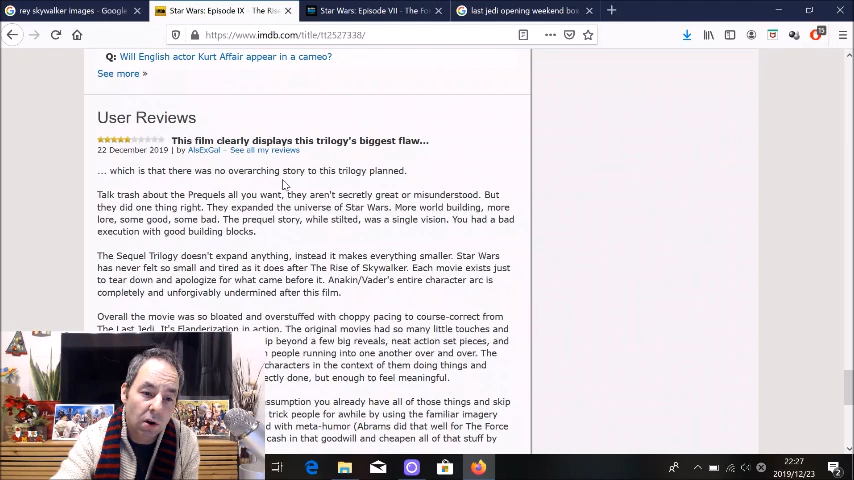 rey skywalker images - Google
Star Wars: Episode IX - The Rise
Star Wars: Episode VII - The Fo
last jedi opening weekend box
https://www.imdb.com/title/tt2527338/
15
Q: Will English actor Kurt Affair appear in a cameo?
See more »
User Reviews
This film clearly displays this trilogy's biggest flaw...
22 December 2019 | by AlsExGal – See all my reviews
... which is that there was no overarching story to this trilogy planned.
Talk trash about the Prequels all you want, they aren't secretly great or misunderstood. But
they did one thing right. They expanded the universe of Star Wars. More world building, more
lore, some good, some bad. The prequel story, while stilted, was a single vision. You had a bad
execution with good building blocks.
The Sequel Trilogy doesn't expand anything, instead it makes everything smaller. Star Wars
has never felt so small and tired as it does after The Rise of Skywalker. Each movie exists just
to tear down and apologize for what came before it. Anakin/Vader's entire character arc is
completely and unforgivably undermined after this film.
Overall the movie was so bloated and overstuffed with choppy pacing to course-correct from
The Last Jedi. It's Flanderization in action. The original movies had so many little touches and
beyond a few big reveals, neat action set pieces, and
people running into one another over and over. The
characters in the context of them doing things and
done, but enough to feel meaningful.
you already have all of those things and skip
trick people for awhile by using the familiar imagery
with meta-humor (Abrams did that well for The Force
cash in that goodwill and cheapen all of that stuff by
22:27
2019/12/23
2